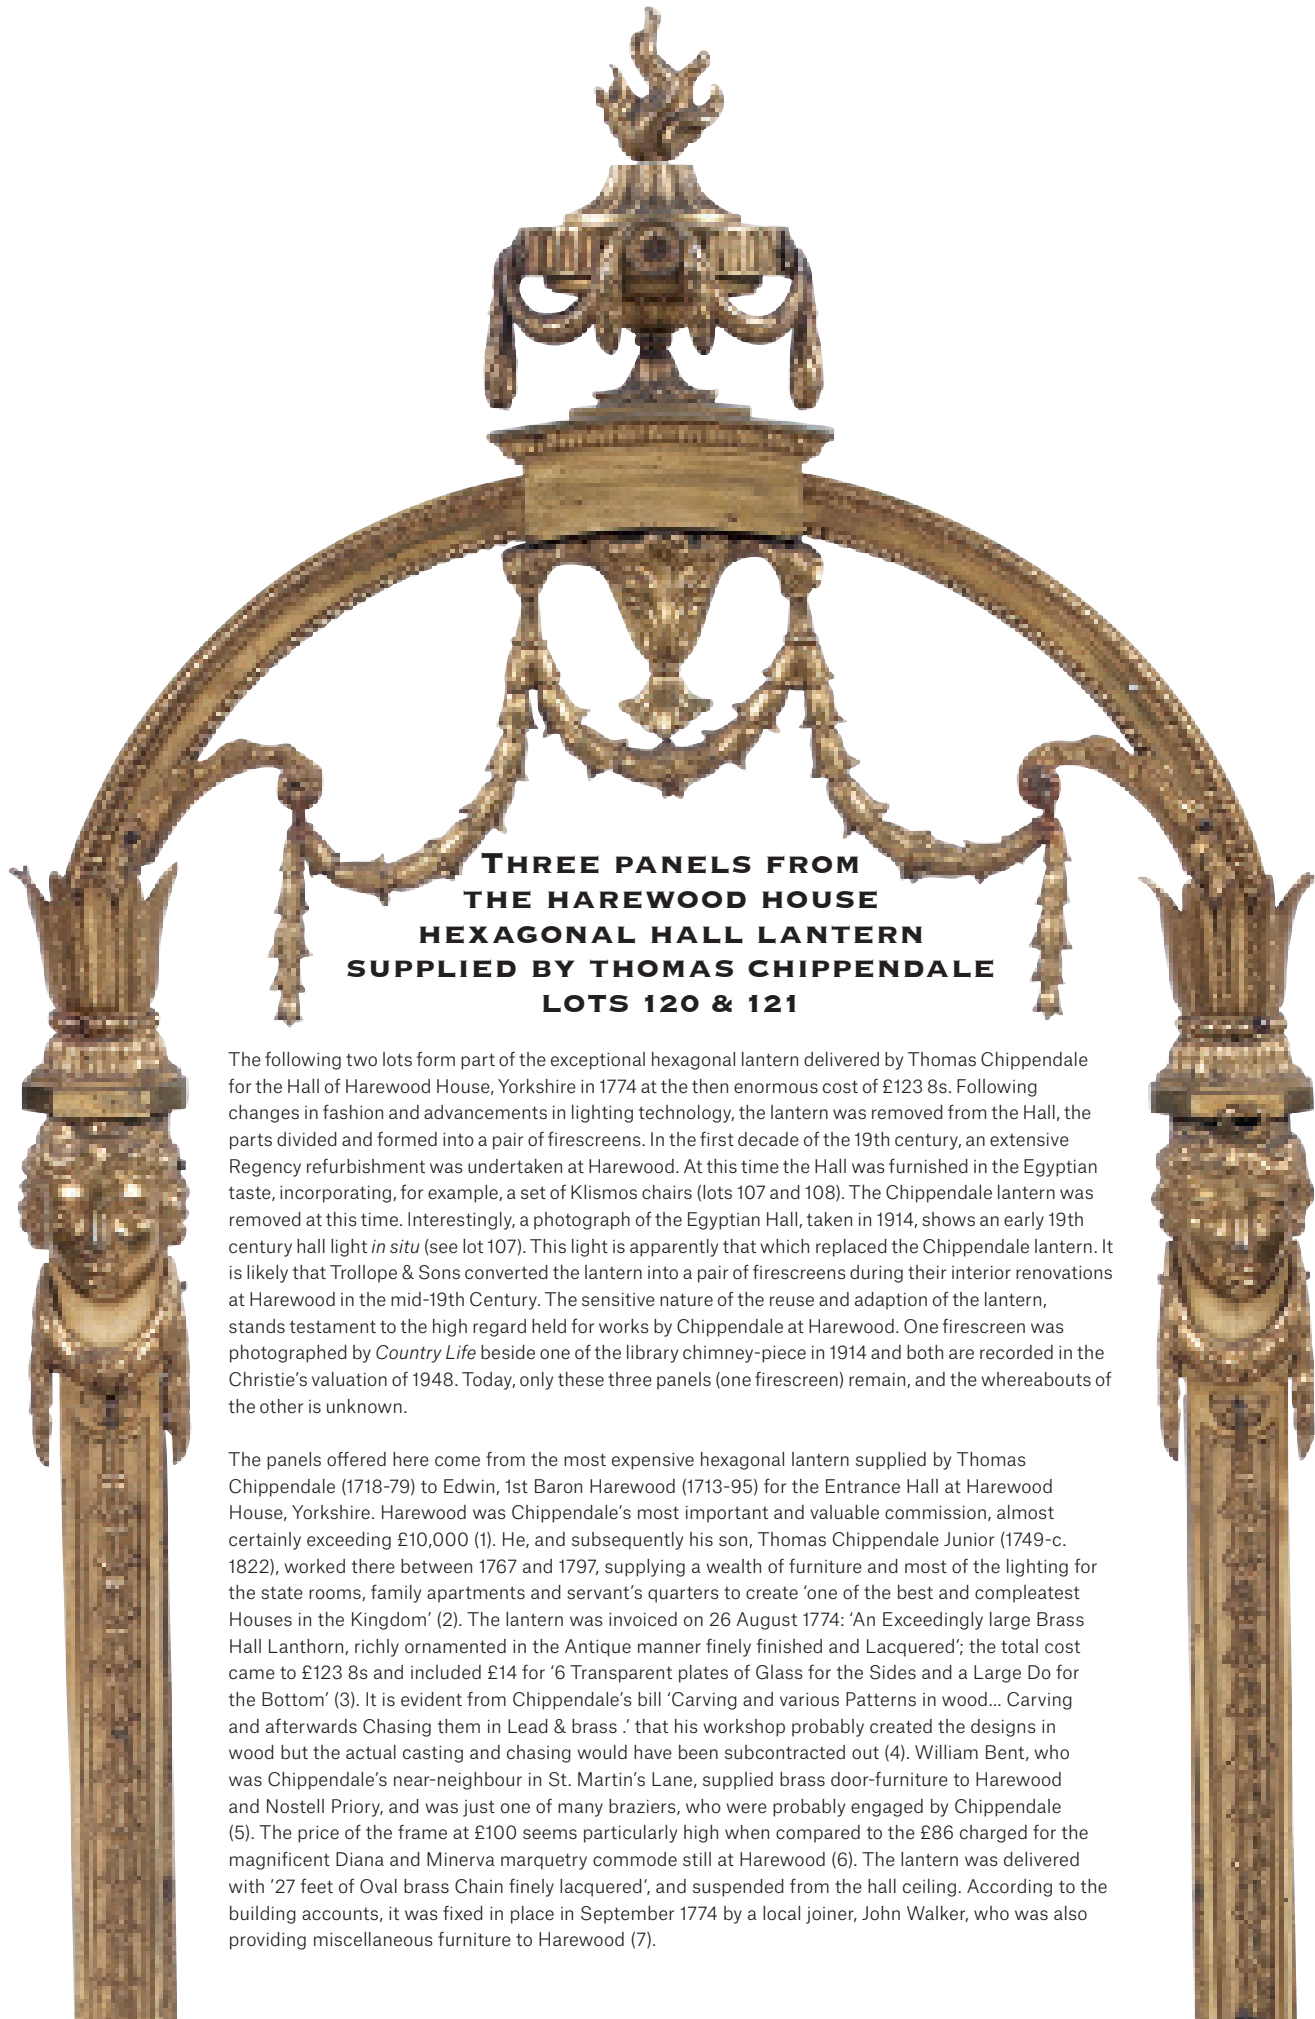 THREE PANELS FROM
THE HAREWOOD HOUSE
HEXAGONAL HALL LANTERN
SUPPLIED BY THOMAS CHIPPENDALE
LOTS 120 & 121
The following two lots form part of the exceptional hexagonal lantern delivered by Thomas Chippendale
for the Hall of Harewood House, Yorkshire in 1774 at the then enormous cost of £123 8s. Following
changes in fashion and advancements in lighting technology, the lantern was removed from the Hall, the
parts divided and formed into a pair of firescreens. In the first decade of the 19th century, an extensive
Regency refurbishment was undertaken at Harewood. At this time the Hall was furnished in the Egyptian
taste, incorporating, for example, a set of Klismos chairs (lots 107 and 108). The Chippendale lantern was
removed at this time. Interestingly, a photograph of the Egyptian Hall, taken in 1914, shows an early 19th
century hall light in situ (see lot 107). This light is apparently that which replaced the Chippendale lantern. It
is likely that Trollope & Sons converted the lantern into a pair of firescreens during their interior renovations
at Harewood in the mid-19th Century. The sensitive nature of the reuse and adaption of the lantern,
stands testament to the high regard held for works by Chippendale at Harewood. One firescreen was
photographed by Country Life beside one of the library chimney-piece in 1914 and both are recorded in the
Christie's valuation of 1948. Today, only these three panels (one firescreen) remain, and the whereabouts of
the other is unknown.
The panels offered here come from the most expensive hexagonal lantern supplied by Thomas
Chippendale (1718-79) to Edwin, 1st Baron Harewood (1713-95) for the Entrance Hall at Harewood
House, Yorkshire. Harewood was Chippendale's most important and valuable commission, almost
certainly exceeding £10,000 (1). He, and subsequently his son, Thomas Chippendale Junior (1749-c.
1822), worked there between 1767 and 1797, supplying a wealth of furniture and most of the lighting for
the state rooms, family apartments and servant's quarters to create 'one of the best and compleatest
Houses in the Kingdom' (2). The lantern was invoiced on 26 August 1774: 'An Exceedingly large Brass
Hall Lanthorn, richly ornamented in the Antique manner finely finished and Lacquered'; the total cost
came to £123 8s and included £14 for '6 Transparent plates of Glass for the Sides and a Large Do for
the Bottom' (3). It is evident from Chippendale's bill 'Carving and various Patterns in wood... Carving
and afterwards Chasing them in Lead & brass .' that his workshop probably created the designs in
wood but the actual casting and chasing would have been subcontracted out (4). William Bent, who
was Chippendale's near-neighbour in St. Martin's Lane, supplied brass door-furniture to Harewood
and Nostell Priory, and was just one of many braziers, who were probably engaged by Chippendale
(5). The price of the frame at £100 seems particularly high when compared to the £86 charged for the
magnificent Diana and Minerva marquetry commode still at Harewood (6). The lantern was delivered
with '27 feet of Oval brass Chain finely lacquered', and suspended from the hall ceiling. According to the
building accounts, it was fixed in place in September 1774 by a local joiner, John Walker, who was also
providing miscellaneous furniture to Harewood (7).